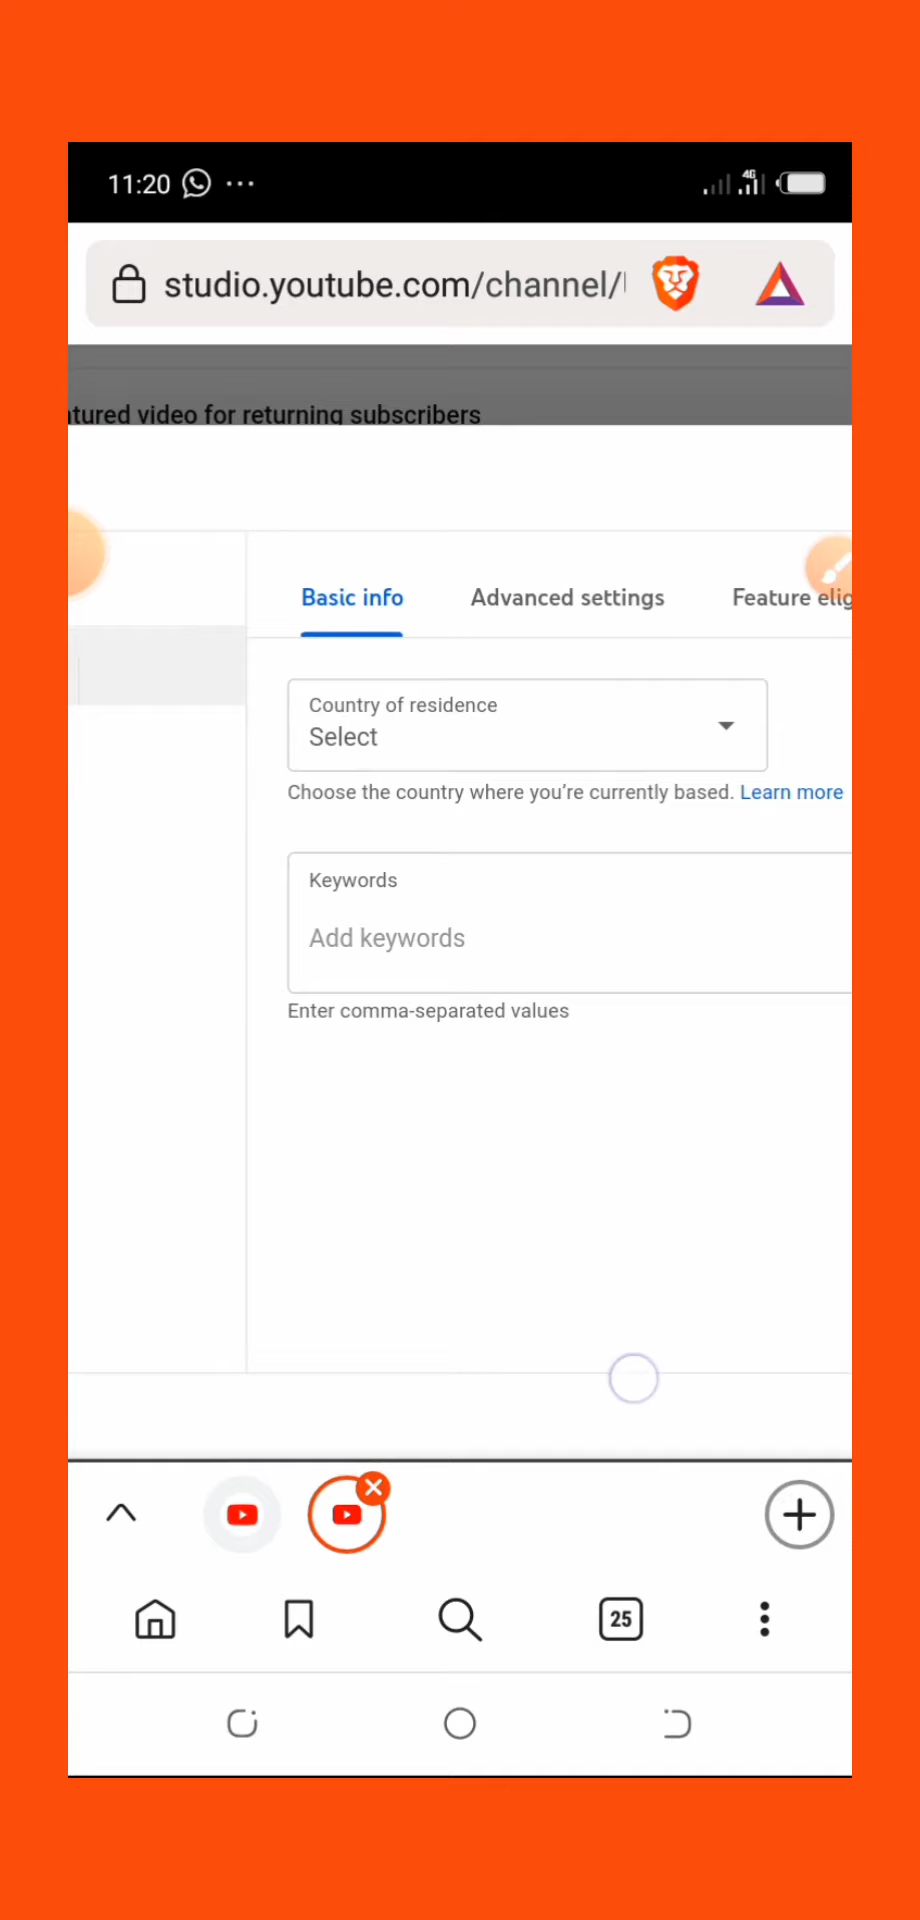 11:20
4G
studio.youtube.com/channel/
tured video for returning subscribers
Basic info
Advanced settings
Feature elig
Country of residence
Select
Choose the country where you’re currently based. Learn more
Keywords
Add keywords
Enter comma-separated values
25